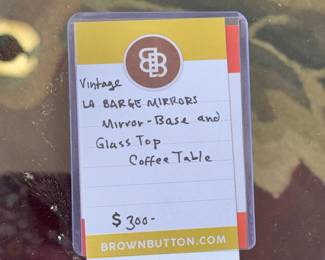 Vintage
LA BARGE MIRRORS
Mirror-Base and
Glass Top
Coffee Table
$300-
BROWNBUTTON.COM